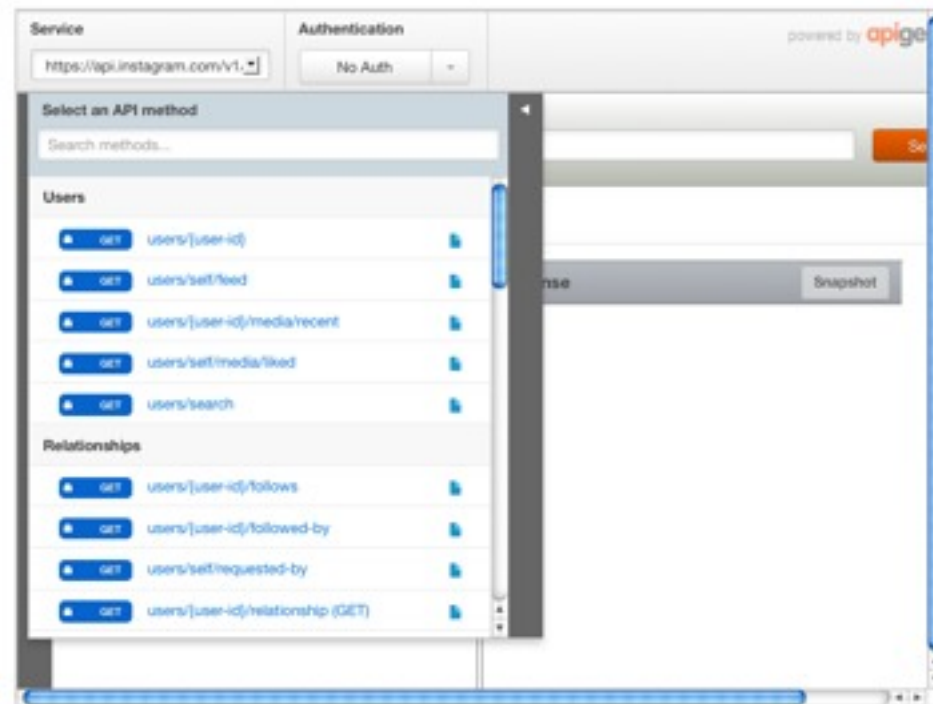 Service
Authentication
powered by apige
https://api.instagram.com/v1.
No Auth
Select an API method
Search methods...
Se
Users
GET users/{user-id}
GET users/self/feed
nse
Snapshot
GET users/{user-id}/media/recent
GET users/self/media/liked
GET users/search
Relationships
GET users/{user-id}/follows
GET users/{user-id}/followed-by
GET users/self/requested-by
GET users/{user-id}/relationship (GET)